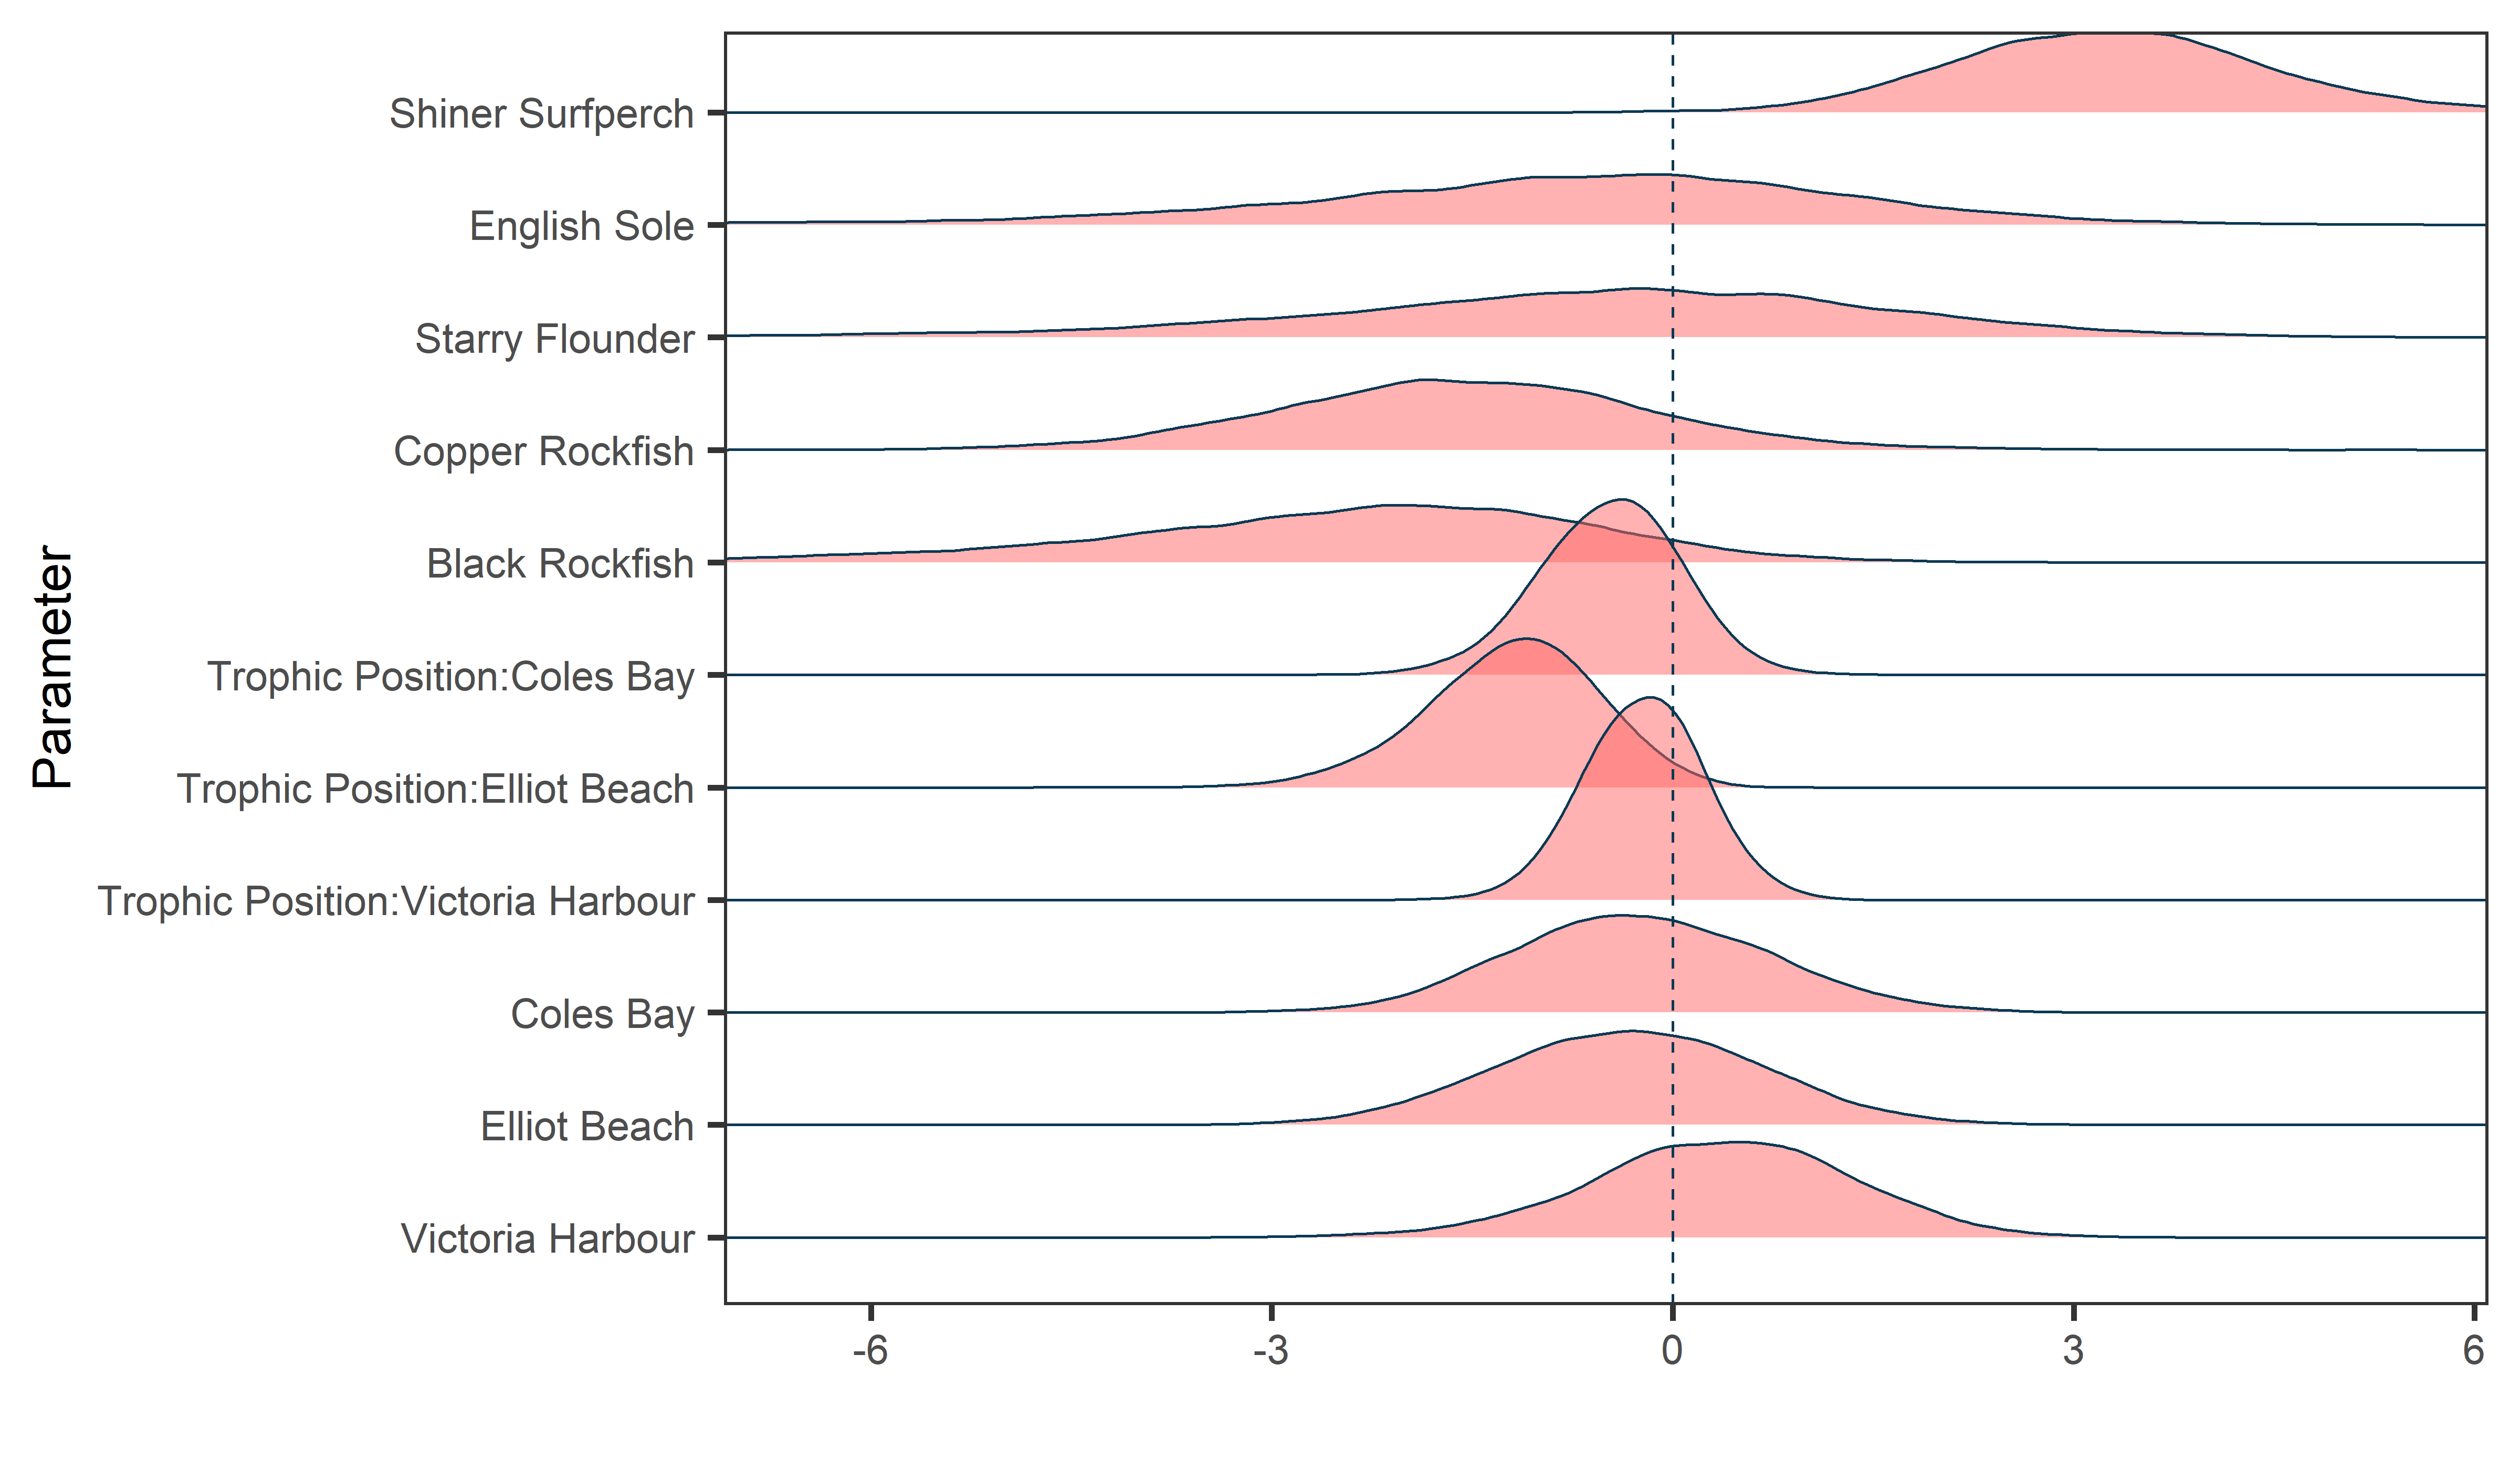 Parameter
Shiner Surfperch
English Sole
Starry Flounder
Copper Rockfish
Black Rockfish
Trophic Position:Coles Bay
Trophic Position:Elliot Beach
Trophic Position:Victoria Harbour
Coles Bay
Elliot Beach
Victoria Harbour
-6 -3 0 3 6